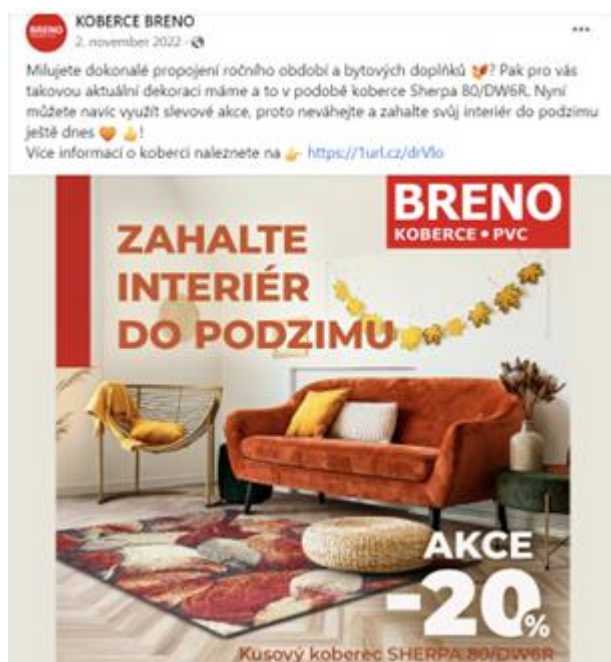 BRENO
KOBERCE BRENO
2. november 2022 ·
Milujete dokonalé propojení ročního období a bytových doplňků 🍁? Pak pro vás
takovou aktuální dekoraci máme a to v podobě koberce Sherpa 80/DW6R. Nyní
můžete navíc využít slevové akce, proto neváhejte a zahalte svůj interiér do podzimu
ještě dnes 🧡 👍!
Více informací o koberci naleznete na 👉 https://1url.cz/drVlo
BRENO
KOBERCE • PVC
ZAHALTE
INTERIÉR
DO PODZIMU
AKCE
-20%
Kusový koberec SHERPA 80/DW6R